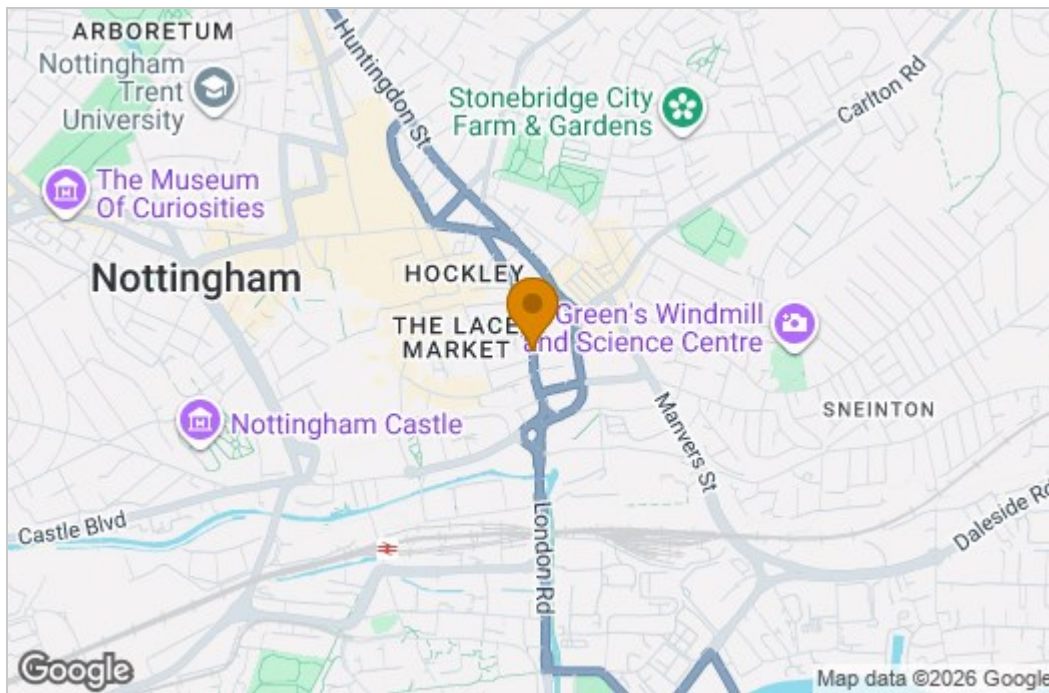 ARBORETUM
Nottingham
Trent
University
Huntingdon St
Stonebridge City
Farm & Gardens
Carlton Rd
The Museum
Of Curiosities
Nottingham
HOCKLEY
THE LACE
MARKET
Green's Windmill
and Science Centre
Nottingham Castle
Manvers St
SNEINTON
Castle Blvd
London Rd
Daleside Rd
Google
Map data ©2026 Google